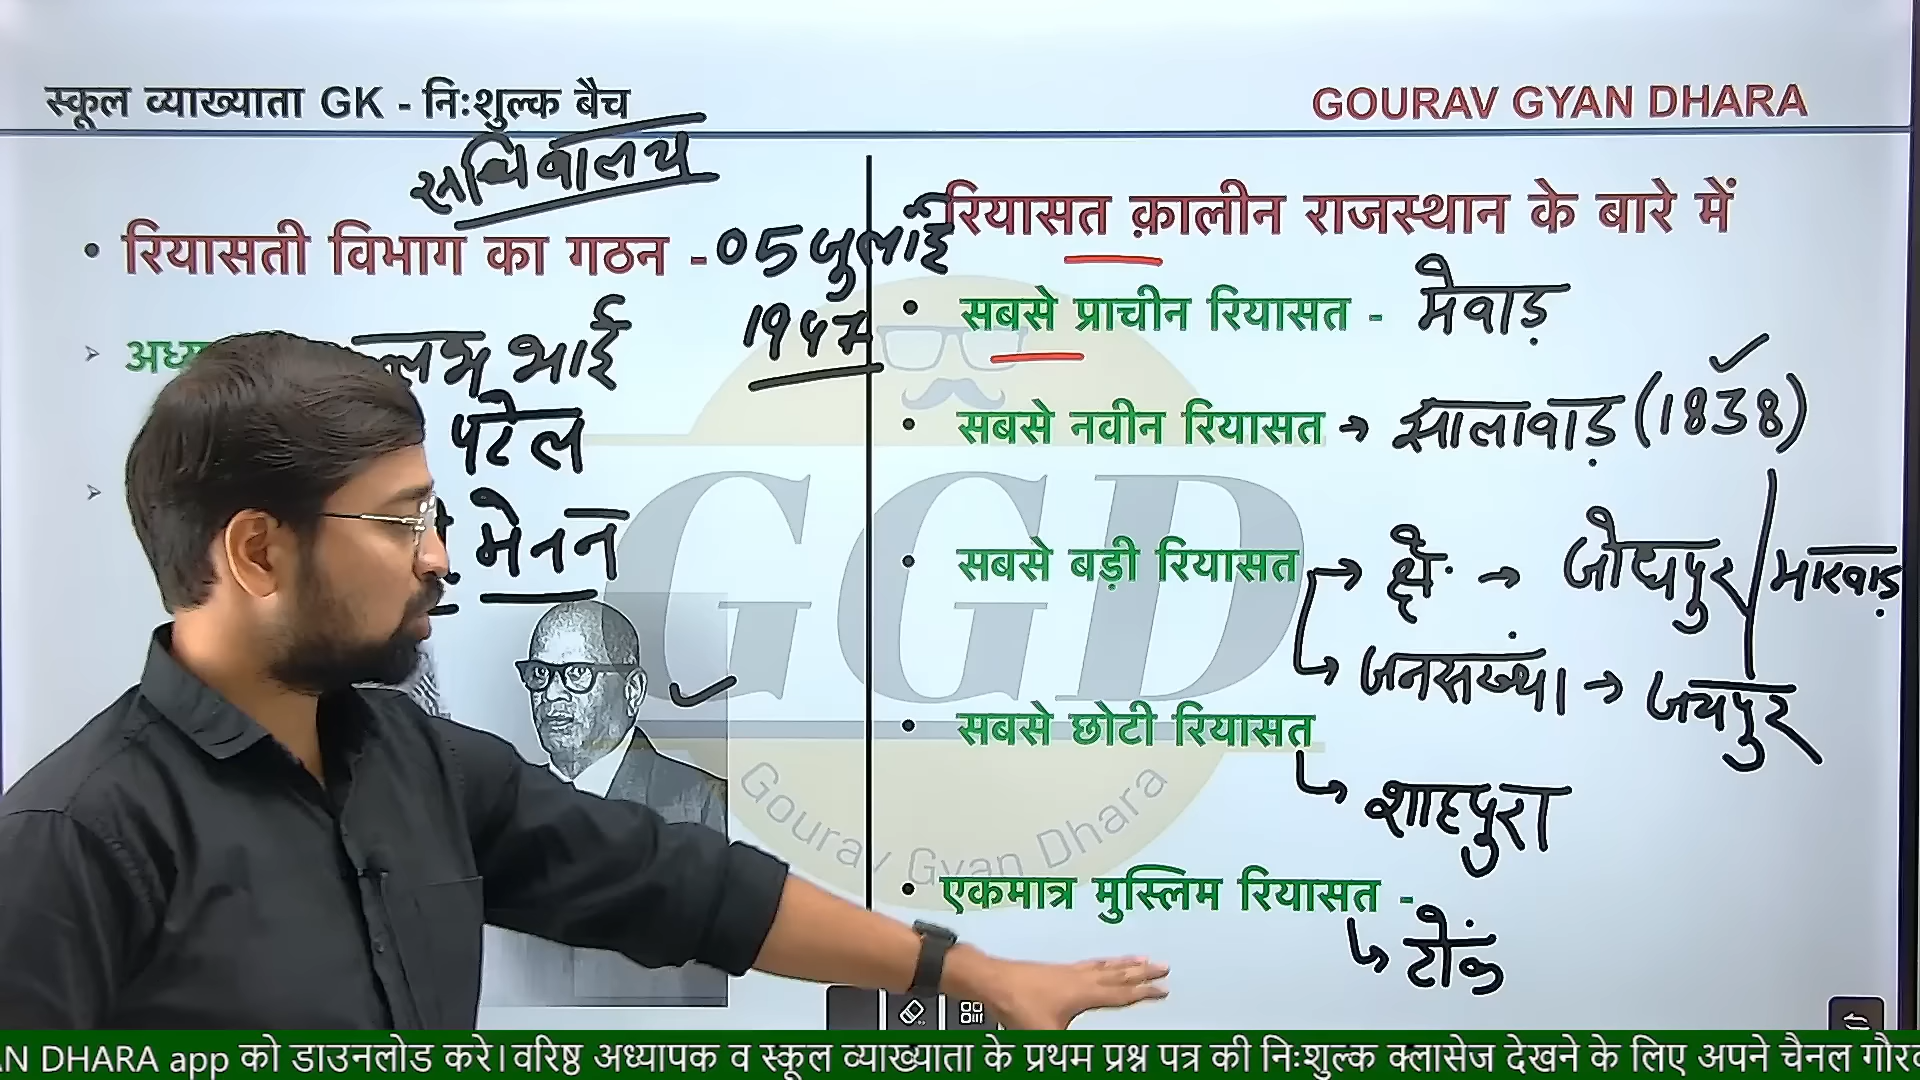 स्कूल व्याख्याता GK - निःशुल्क बैच
GOURAV GYAN DHARA
सचिवालय
• रियासती विभाग का गठन - 05 जुलाई
1947
भाई
पटेल
मेनन
रियासत क़ालीन राजस्थान के बारे में
• सबसे प्राचीन रियासत - मेवाड़
• सबसे नवीन रियासत → झालावाड़ (1838)
• सबसे बड़ी रियासत → क्षे. → जोधपुर / मारवाड़
→ जनसंख्या → जयपुर
• सबसे छोटी रियासत
↳ शाहपुरा
• एकमात्र मुस्लिम रियासत -
↳ टोंक
GGD
Gourav Gyan Dhara
AN DHARA app को डाउनलोड करे। वरिष्ठ अध्यापक व स्कूल व्याख्याता के प्रथम प्रश्न पत्र की निःशुल्क क्लासेज देखने के लिए अपने चैनल